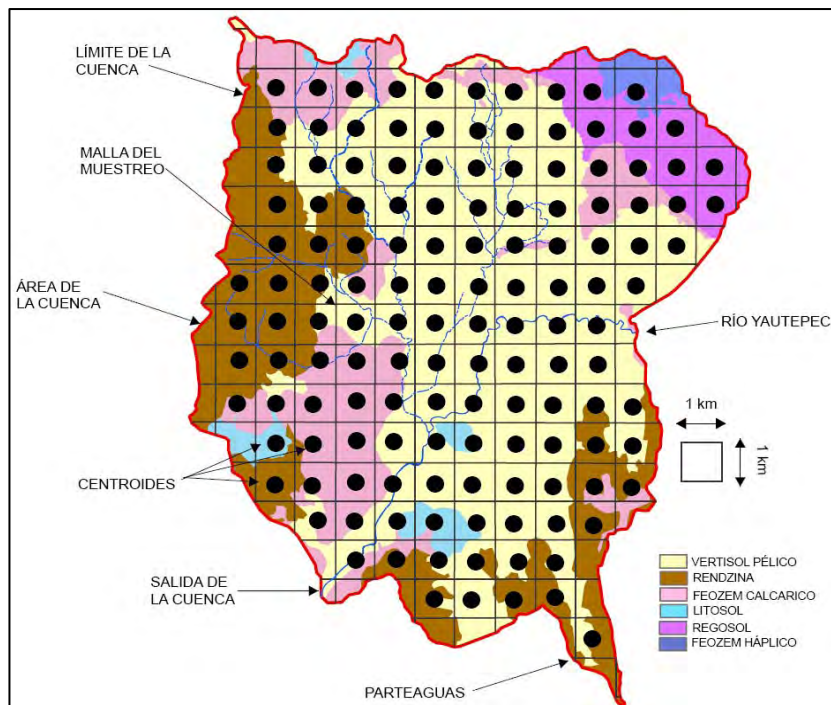 LÍMITE DE LA
CUENCA
MALLA DEL
MUESTREO
ÁREA DE
LA CUENCA
RÍO YAUTEPEC
1 km
1 km
CENTROIDES
SALIDA DE
LA CUENCA
PARTEAGUAS
VERTISOL PÉLICO
RENDZINA
FEOZEM CALCARICO
LITOSOL
REGOSOL
FEOZEM HÁPLICO